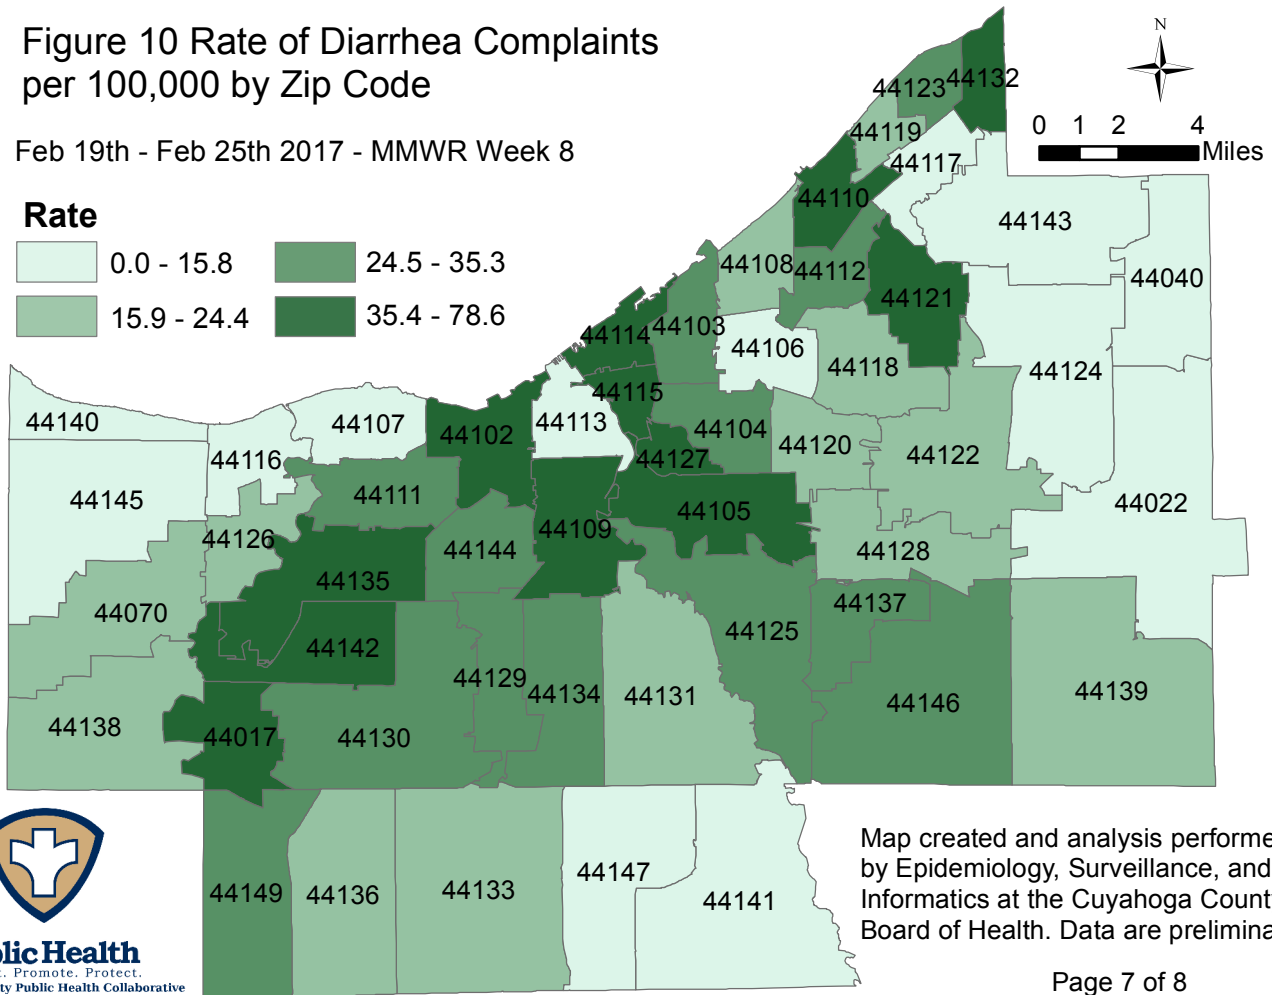 Figure 10 Rate of Diarrhea Complaints
per 100,000 by Zip Code
Feb 19th - Feb 25th 2017 - MMWR Week 8
Rate
0.0 - 15.8
24.5 - 35.3
15.9 - 24.4
35.4 - 78.6
N
0 1 2 4
Miles
44123
44132
44119
44117
44110
44143
44108
44112
44040
44121
44114
44103
44106
44118
44124
44115
44140
44107
44102
44113
44104
44120
44122
44116
44127
44145
44111
44105
44022
44126
44109
44144
44128
44135
44070
44137
44142
44125
44129
44134
44131
44146
44139
44138
44017
44130
44149
44136
44133
44147
44141
Map created and analysis performe
by Epidemiology, Surveillance, and
Informatics at the Cuyahoga Count
Board of Health. Data are prelimina
blic Health
t. Promote. Protect.
ty Public Health Collaborative
Page 7 of 8